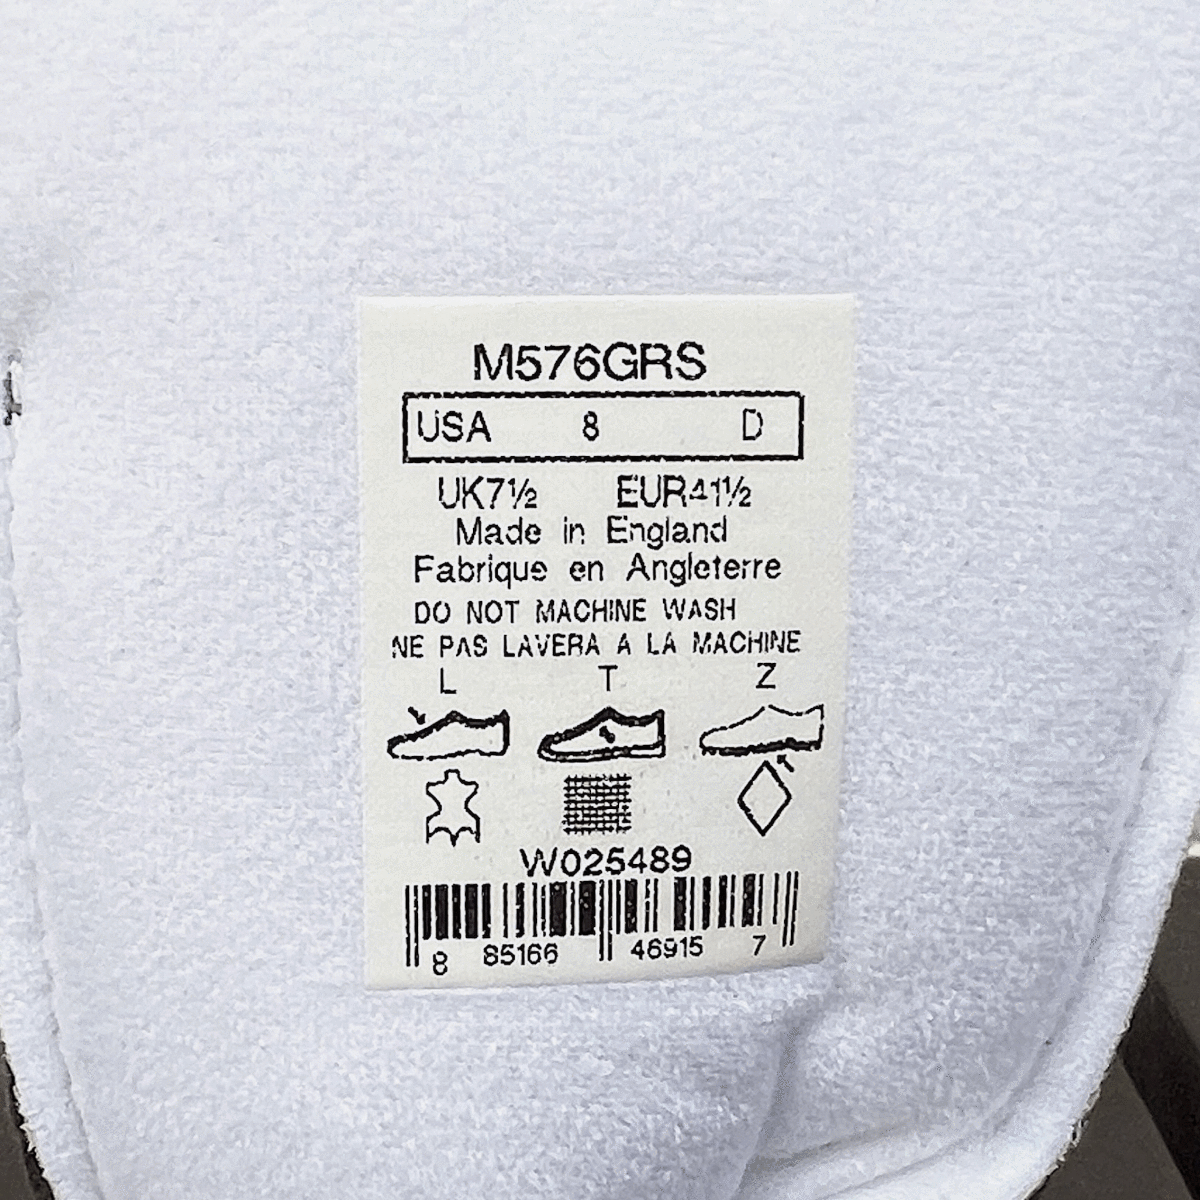 M576GRS
USA 8 D
UK7½ EUR41½
Made in England
Fabrique en Angleterre
DO NOT MACHINE WASH
NE PAS LAVERA A LA MACHINE
L T Z
W025489
8 85166 46915 7